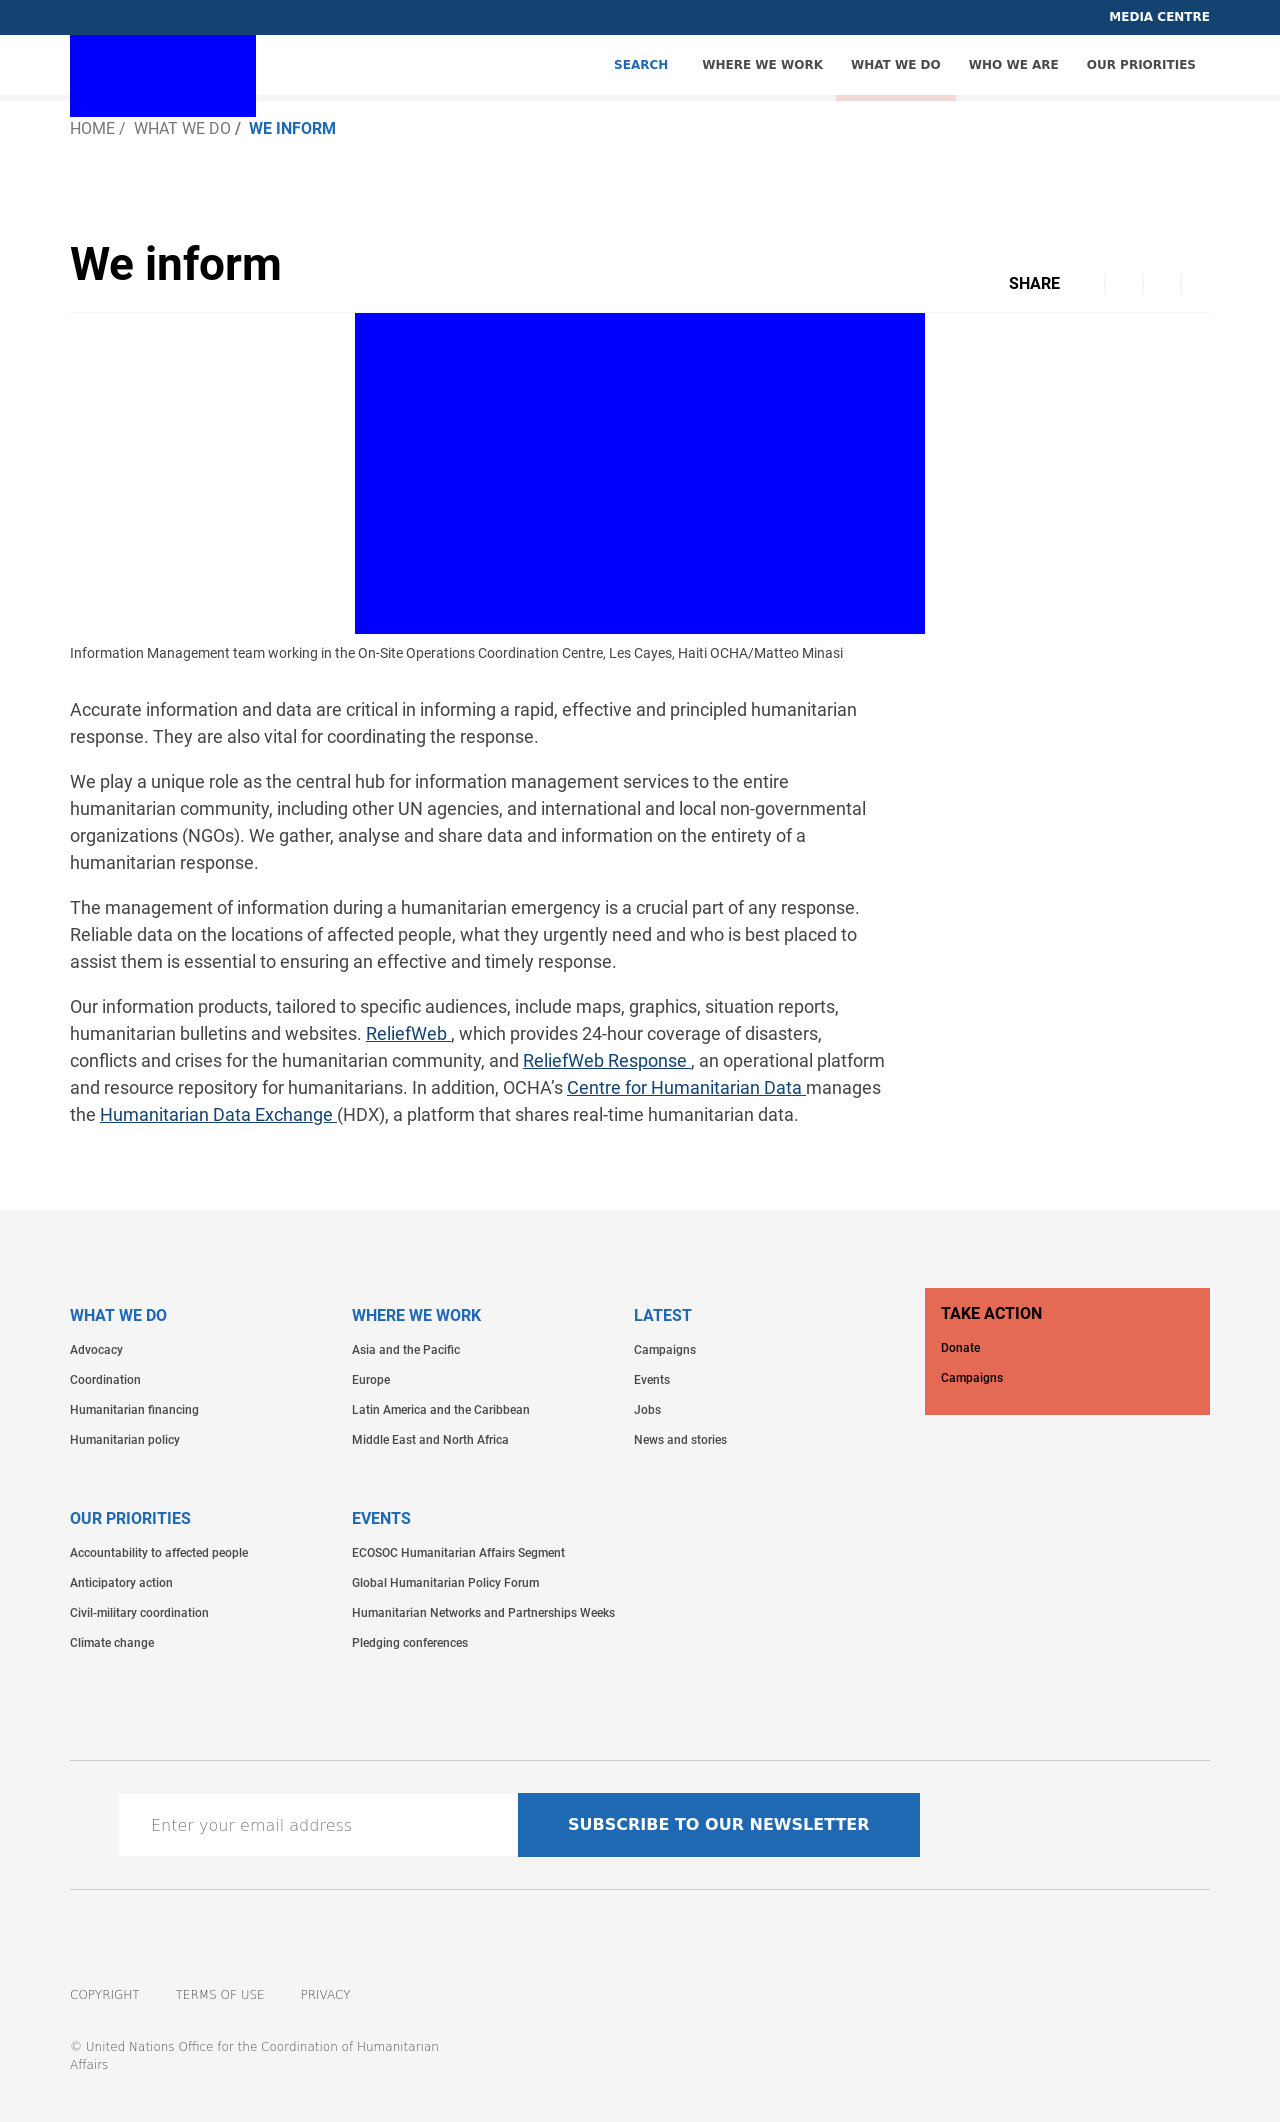 MEDIA CENTRE
SEARCH WHERE WE WORK WHAT WE DO WHO WE ARE OUR PRIORITIES
HOME / WHAT WE DO / WE INFORM
We inform
SHARE
Information Management team working in the On-Site Operations Coordination Centre, Les Cayes, Haiti OCHA/Matteo Minasi
Accurate information and data are critical in informing a rapid, effective and principled humanitarian
response. They are also vital for coordinating the response.
We play a unique role as the central hub for information management services to the entire
humanitarian community, including other UN agencies, and international and local non-governmental
organizations (NGOs). We gather, analyse and share data and information on the entirety of a
humanitarian response.
The management of information during a humanitarian emergency is a crucial part of any response.
Reliable data on the locations of affected people, what they urgently need and who is best placed to
assist them is essential to ensuring an effective and timely response.
Our information products, tailored to specific audiences, include maps, graphics, situation reports,
humanitarian bulletins and websites. ReliefWeb , which provides 24-hour coverage of disasters,
conflicts and crises for the humanitarian community, and ReliefWeb Response , an operational platform
and resource repository for humanitarians. In addition, OCHA’s Centre for Humanitarian Data manages
the Humanitarian Data Exchange (HDX), a platform that shares real-time humanitarian data.
WHAT WE DO
Advocacy
Coordination
Humanitarian financing
Humanitarian policy
WHERE WE WORK
Asia and the Pacific
Europe
Latin America and the Caribbean
Middle East and North Africa
LATEST
Campaigns
Events
Jobs
News and stories
TAKE ACTION
Donate
Campaigns
OUR PRIORITIES
Accountability to affected people
Anticipatory action
Civil-military coordination
Climate change
EVENTS
ECOSOC Humanitarian Affairs Segment
Global Humanitarian Policy Forum
Humanitarian Networks and Partnerships Weeks
Pledging conferences
Enter your email address
SUBSCRIBE TO OUR NEWSLETTER
COPYRIGHT TERMS OF USE PRIVACY
© United Nations Office for the Coordination of Humanitarian
Affairs